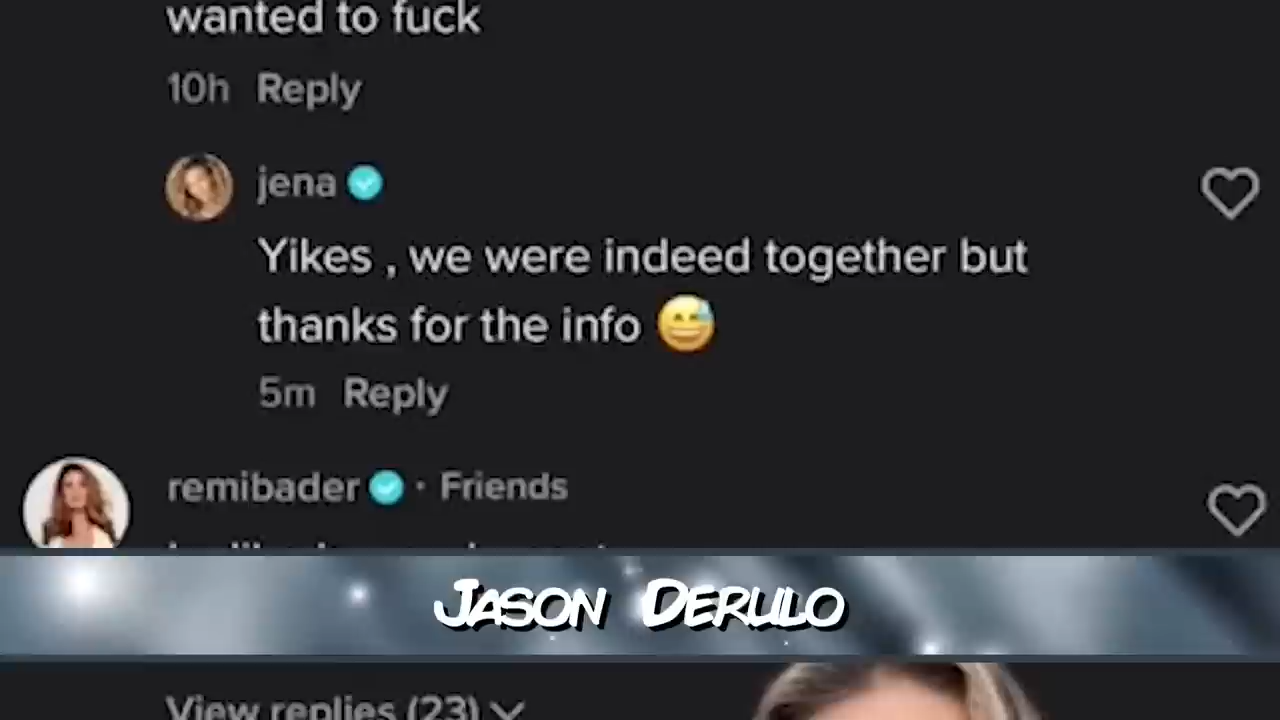 wanted to fuck
10h Reply
jena
Yikes , we were indeed together but
thanks for the info 😅
5m Reply
remibader · Friends
Jason Derulo
View replies (23)